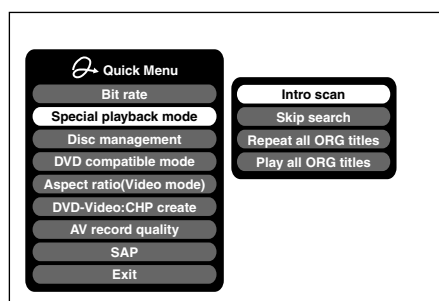 Quick Menu
Bit rate
Special playback mode
Disc management
DVD compatible mode
Aspect ratio(Video mode)
DVD-Video:CHP create
AV record quality
SAP
Exit
Intro scan
Skip search
Repeat all ORG titles
Play all ORG titles